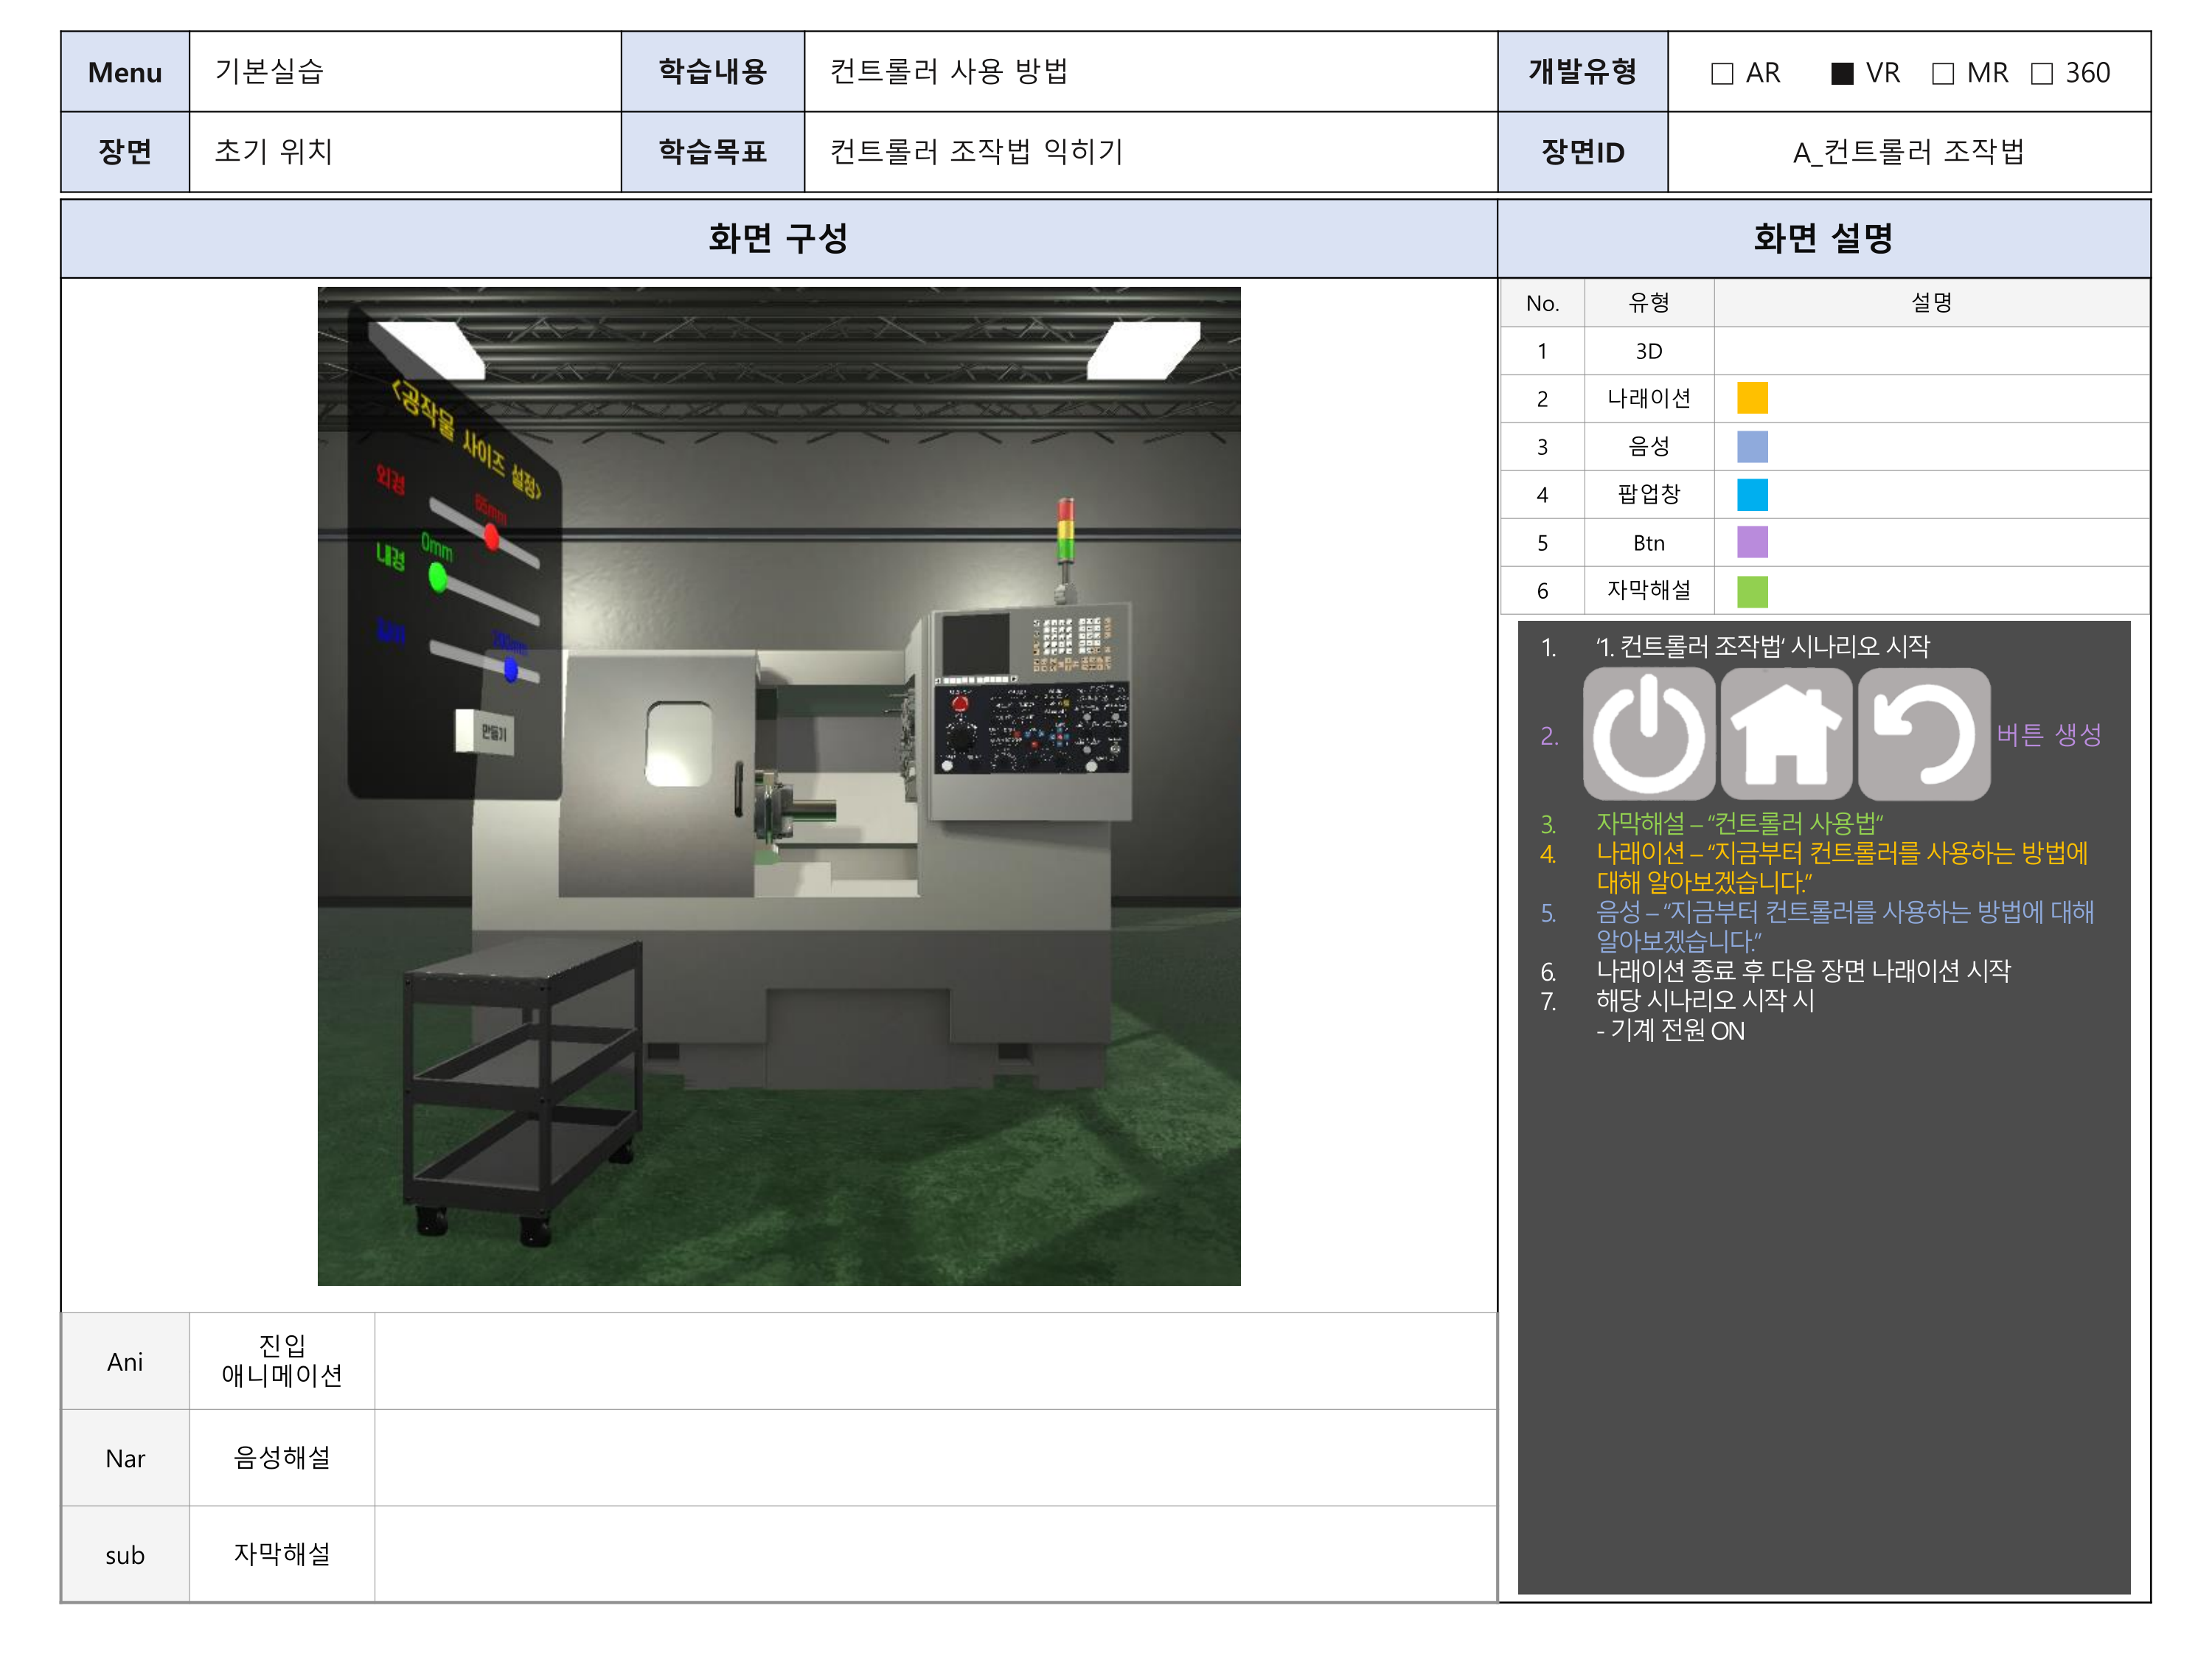 Menu
기본실습
학습내용
컨트롤러 사용 방법
개발유형
□ AR ■ VR □ MR □ 360
장면
초기 위치
학습목표
컨트롤러 조작법 익히기
장면ID
A_컨트롤러 조작법
화면 구성
화면 설명
<공작물 사이즈 설정>
외경
65mm
내경
0mm
만들기
No. 유형 설명
1 3D
2 나래이션
3 음성
4 팝업창
5 Btn
6 자막해설
1. ‘1. 컨트롤러 조작법‘ 시나리오 시작
2. 버튼 생성
3. 자막해설 – “컨트롤러 사용법“
4. 나래이션 – “지금부터 컨트롤러를 사용하는 방법에
대해 알아보겠습니다.”
5. 음성 – “지금부터 컨트롤러를 사용하는 방법에 대해
알아보겠습니다.”
6. 나래이션 종료 후 다음 장면 나래이션 시작
7. 해당 시나리오 시작 시
- 기계 전원 ON
Ani
진입
애니메이션
Nar
음성해설
sub
자막해설